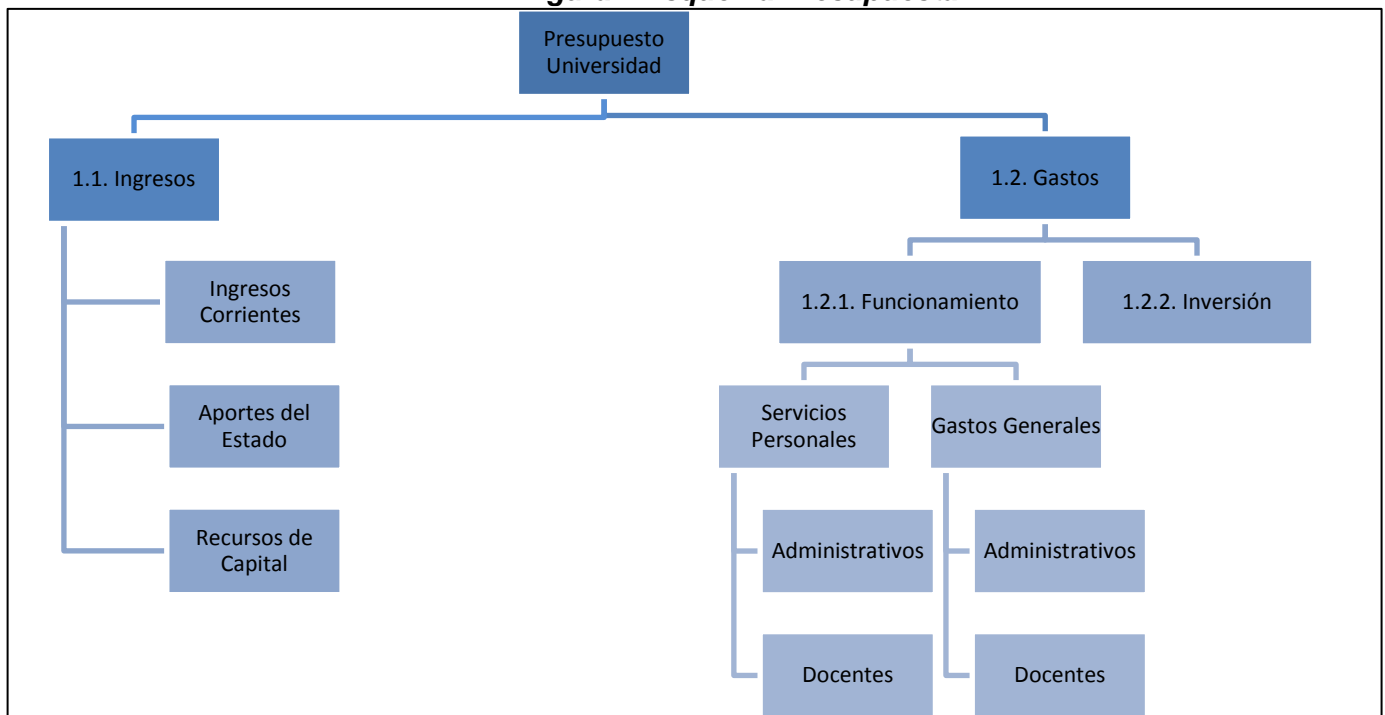 Presupuesto
Universidad
1.1. Ingresos
1.2. Gastos
Ingresos
Corrientes
1.2.1. Funcionamiento
1.2.2. Inversión
Aportes del
Estado
Servicios
Personales
Gastos Generales
Recursos de
Capital
Administrativos
Administrativos
Docentes
Docentes